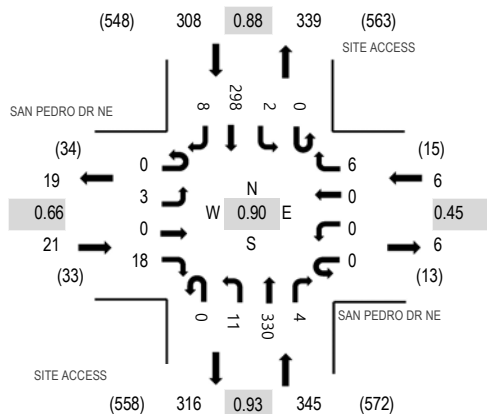 (548) 308 0.88 339 (563)
SITE ACCESS
8 298 2 0
SAN PEDRO DR NE
(34) 0 6 (15)
19 3 N 0 6
0.66 0 W 0.90 E 0 0.45
21 18 S 0 6
(33) (13)
0 11 330 4
SAN PEDRO DR NE
SITE ACCESS
(558) 316 0.93 345 (572)